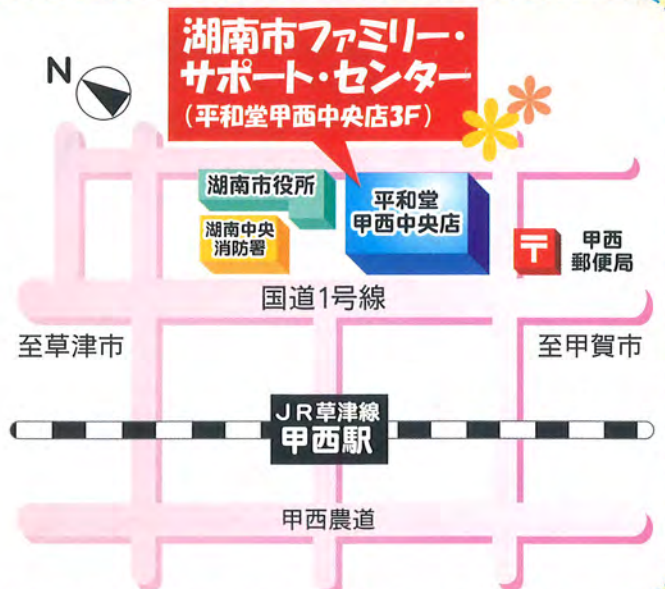 湖南市ファミリー・
サポート・センター
(平和堂甲西中央店3F)
N
湖南市役所
平和堂
甲西中央店
湖南中央
消防署
〒
甲西
郵便局
国道1号線
至草津市
至甲賀市
JR草津線
甲西駅
甲西農道